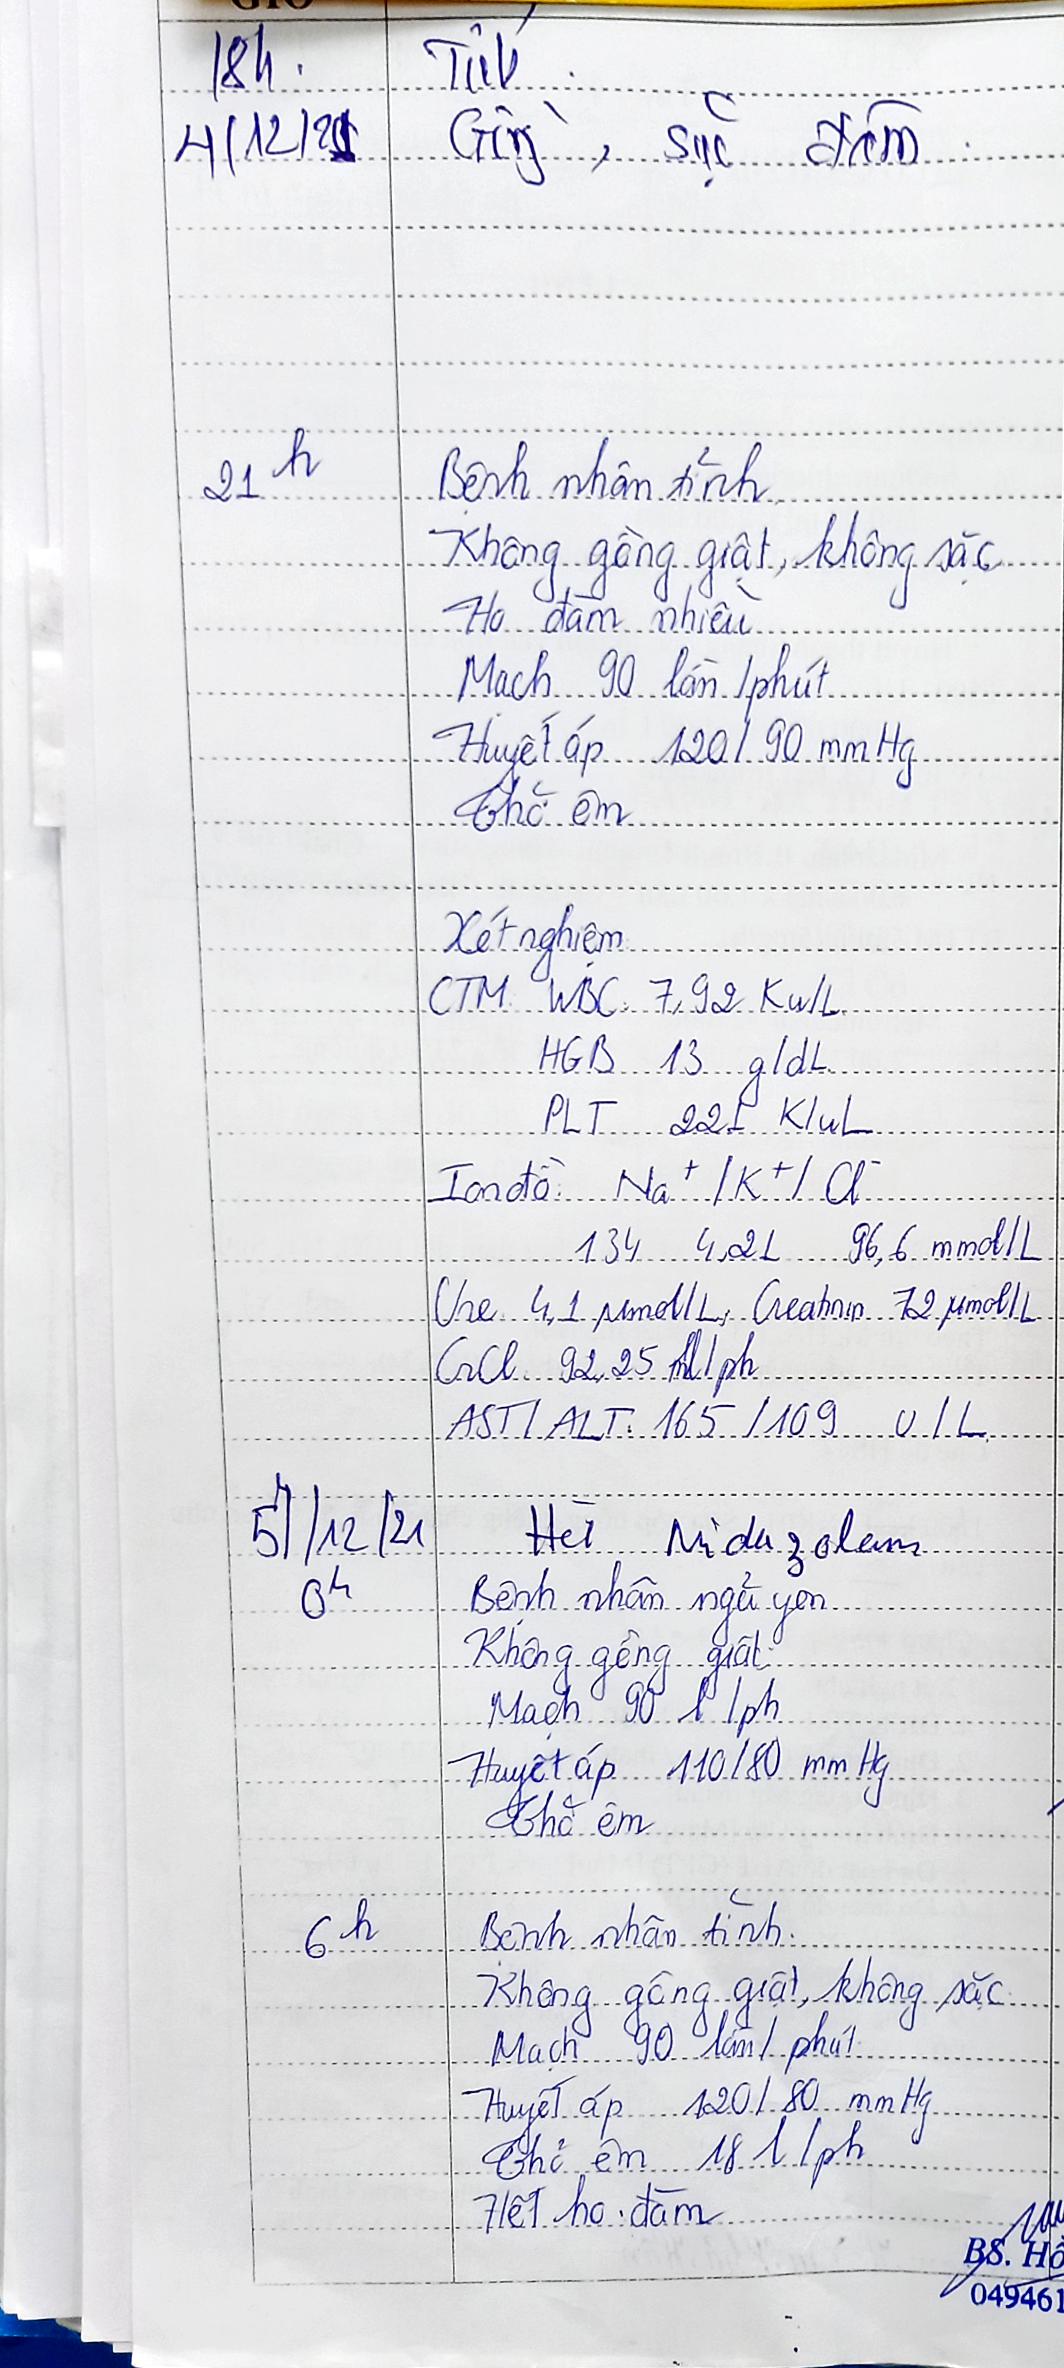 GIỜ
18h. Tỉnh
4/12/21 Gồng, sặc đàm
21h Bệnh nhân tỉnh
Không gồng giật, không sặc
Ho đàm nhiều
Mạch 90 lần/phút
Huyết áp 120/90 mmHg
Thở êm
Xét nghiệm
CTM WBC: 7,92 Ku/L
HGB 13 g/dL
PLT 221 K/uL
Ion đồ: Na+/K+/Cl-
134 4,21 96,6 mmol/L
Ure 4,1 µmol/L, Creatinin 72 µmol/L
CrCl 92,25 ml/ph
AST/ALT: 165/109 U/L
5/12/21 Hết Midazolam
0h Bệnh nhân ngủ yên
Không gồng giật
Mạch 90 l/ph
Huyết áp 110/80 mmHg
Thở êm
6h Bệnh nhân tỉnh.
Không gồng giật, không sặc
Mạch 90 lần/phút
Huyết áp 120/80 mmHg
Thở êm 18 l/ph
Hết ho đàm
BS. Hồ
049461